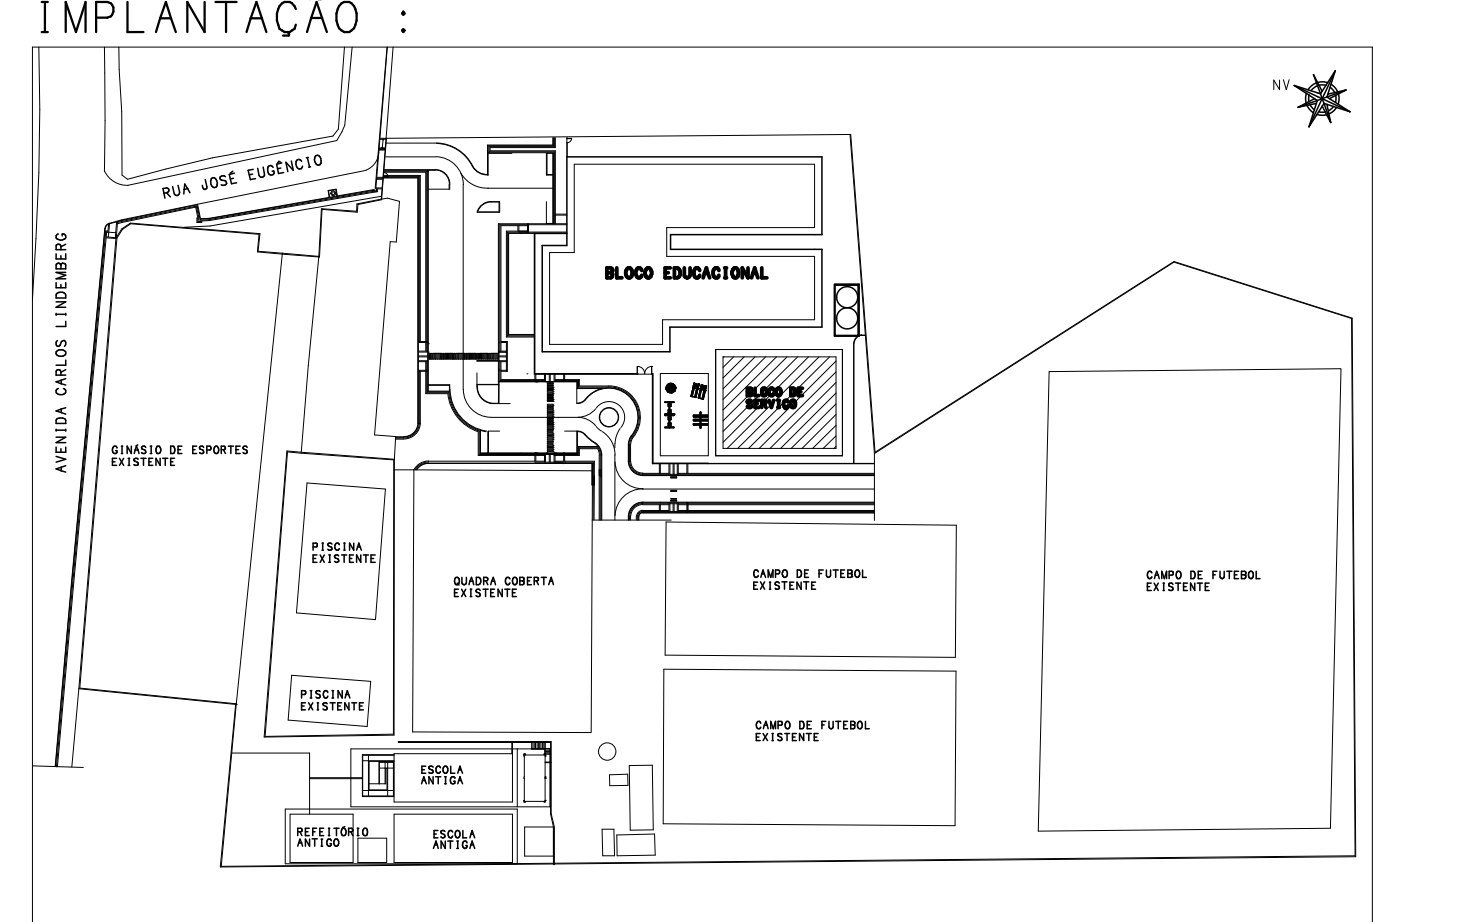 IMPLANTAÇÃO :
NV
RUA JOSÉ EUGÊNCIO
AVENIDA CARLOS LINDEMBERG
BLOCO EDUCACIONAL
BLOCO DE
SERVIÇO
GINÁSIO DE ESPORTES
EXISTENTE
PISCINA
EXISTENTE
QUADRA COBERTA
EXISTENTE
CAMPO DE FUTEBOL
EXISTENTE
CAMPO DE FUTEBOL
EXISTENTE
PISCINA
EXISTENTE
CAMPO DE FUTEBOL
EXISTENTE
ESCOLA
ANTIGA
REFEITÓRIO
ANTIGO
ESCOLA
ANTIGA